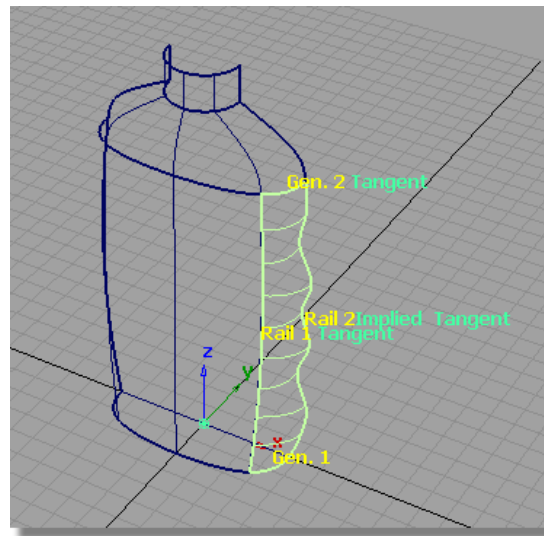 Gen. 2 Tangent
Rail 2 Implied Tangent
Rail 1 Tangent
z
y
x
Gen. 1